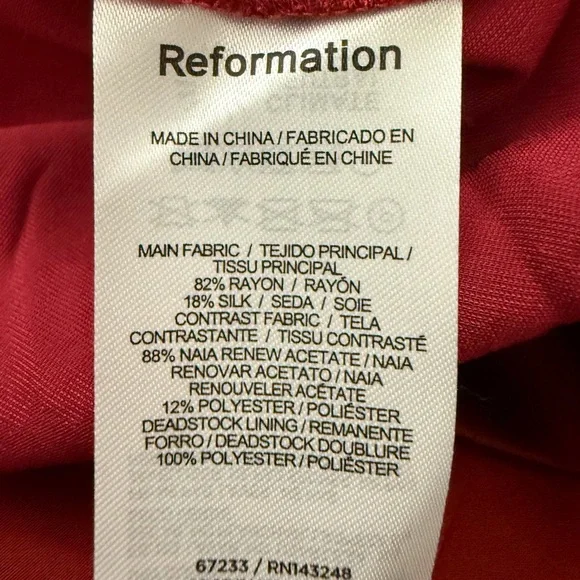 Reformation
MADE IN CHINA / FABRICADO EN
CHINA / FABRIQUÉ EN CHINE
MAIN FABRIC / TEJIDO PRINCIPAL /
TISSU PRINCIPAL
82% RAYON / RAYÓN
18% SILK / SEDA / SOIE
CONTRAST FABRIC / TELA
CONTRASTANTE / TISSU CONTRASTÉ
88% NAIA RENEW ACETATE / NAIA
RENOVAR ACETATO / NAIA
RENOUVELER ACÉTATE
12% POLYESTER / POLIÉSTER
DEADSTOCK LINING / REMANENTE
FORRO / DEADSTOCK DOUBLURE
100% POLYESTER / POLIÉSTER
67233 / RN143248